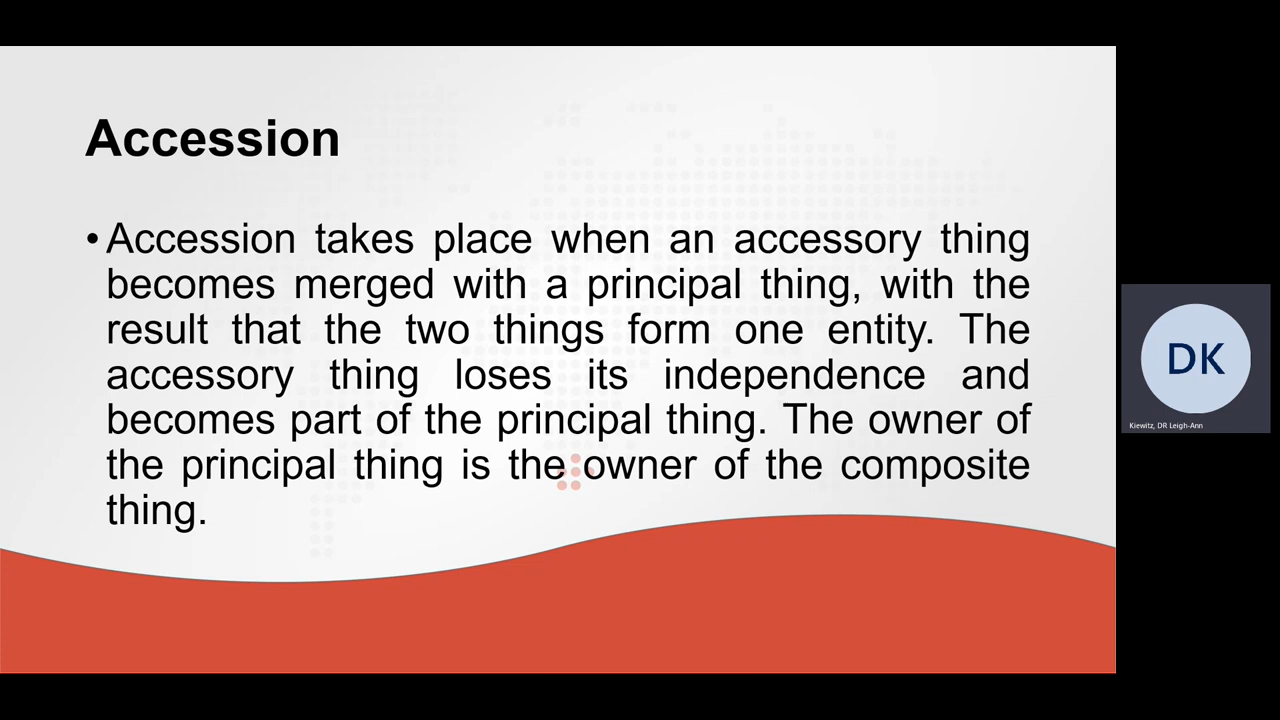 Accession
• Accession takes place when an accessory thing
becomes merged with a principal thing, with the
result that the two things form one entity. The
accessory thing loses its independence and
becomes part of the principal thing. The owner of
the principal thing is the owner of the composite
thing.
DK
Kiewitz, DR Leigh-Ann